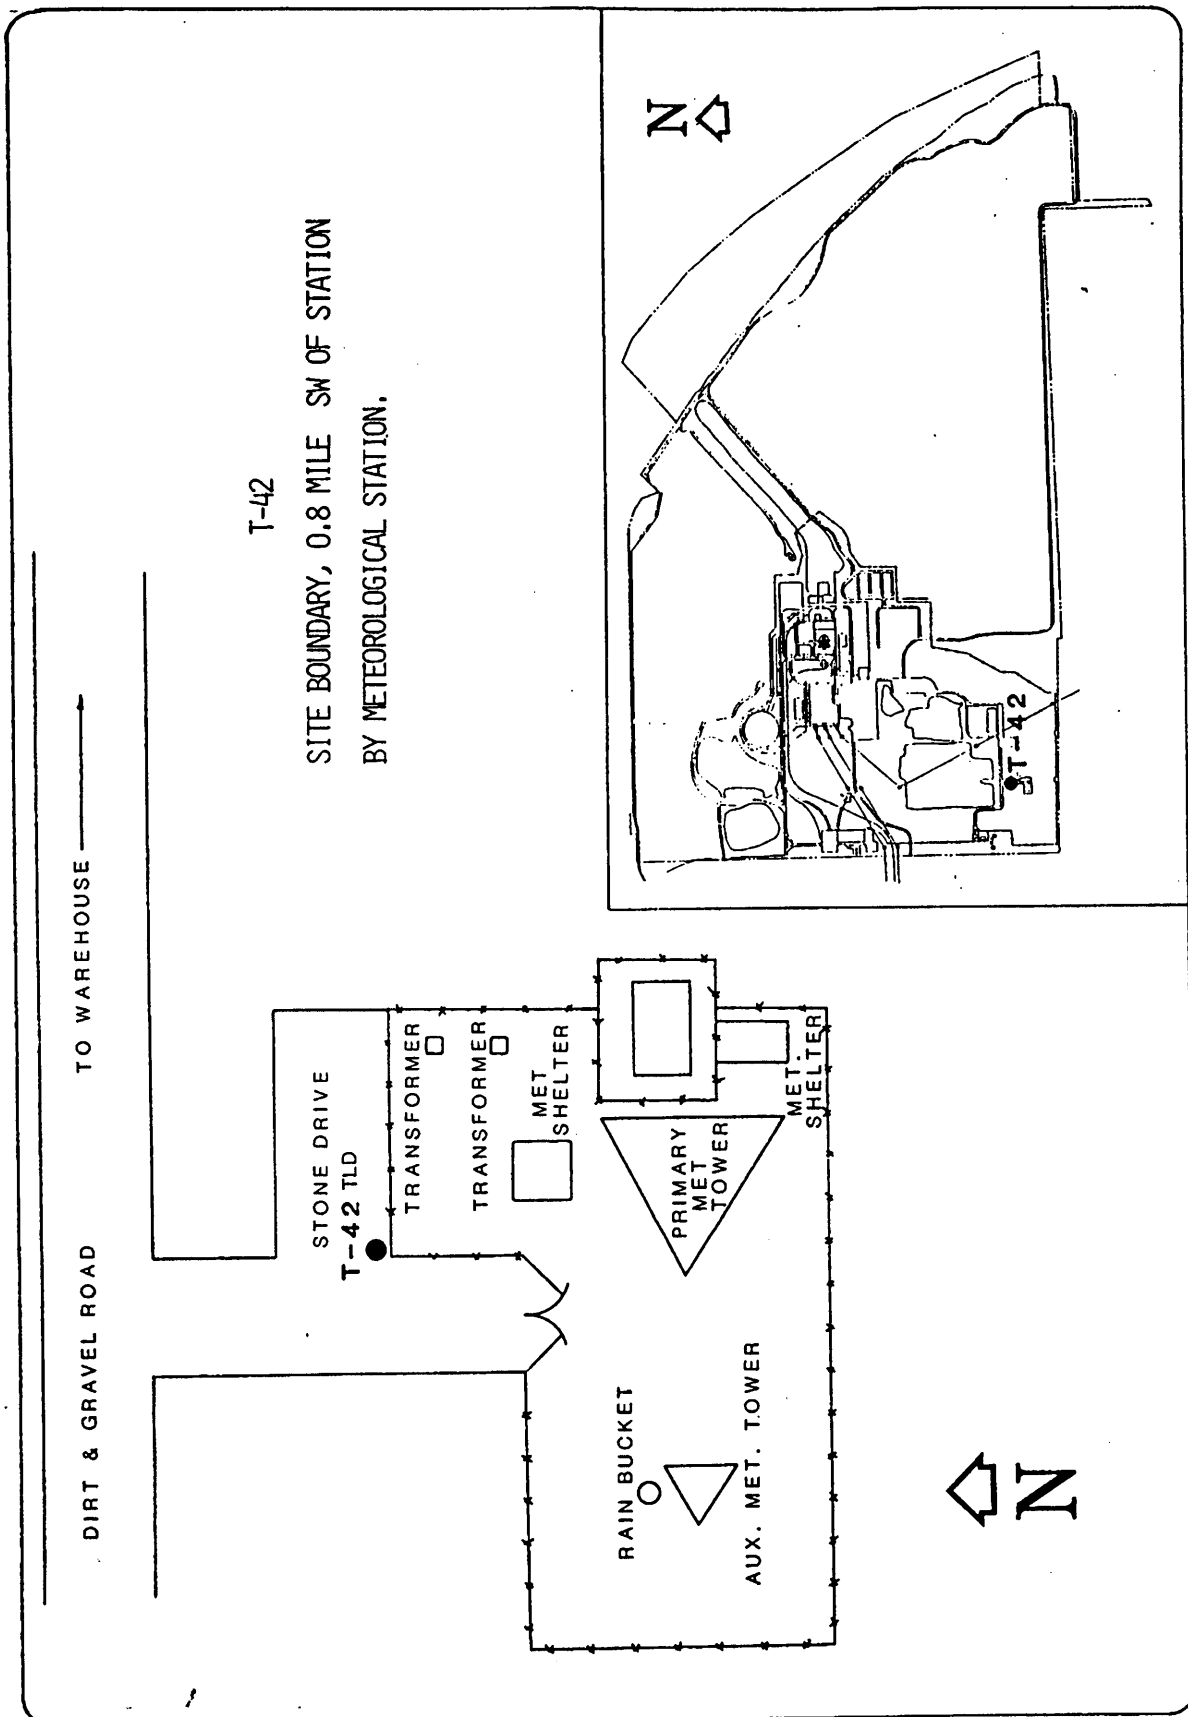 T-42
SITE BOUNDARY, 0.8 MILE SW OF STATION
BY METEOROLOGICAL STATION.
DIRT & GRAVEL ROAD
TO WAREHOUSE
STONE DRIVE
T-42 TLD
TRANSFORMER
TRANSFORMER
MET
SHELTER
PRIMARY
MET
TOWER
MET.
SHELTER
RAIN BUCKET
AUX. MET. TOWER
N
N
T-42